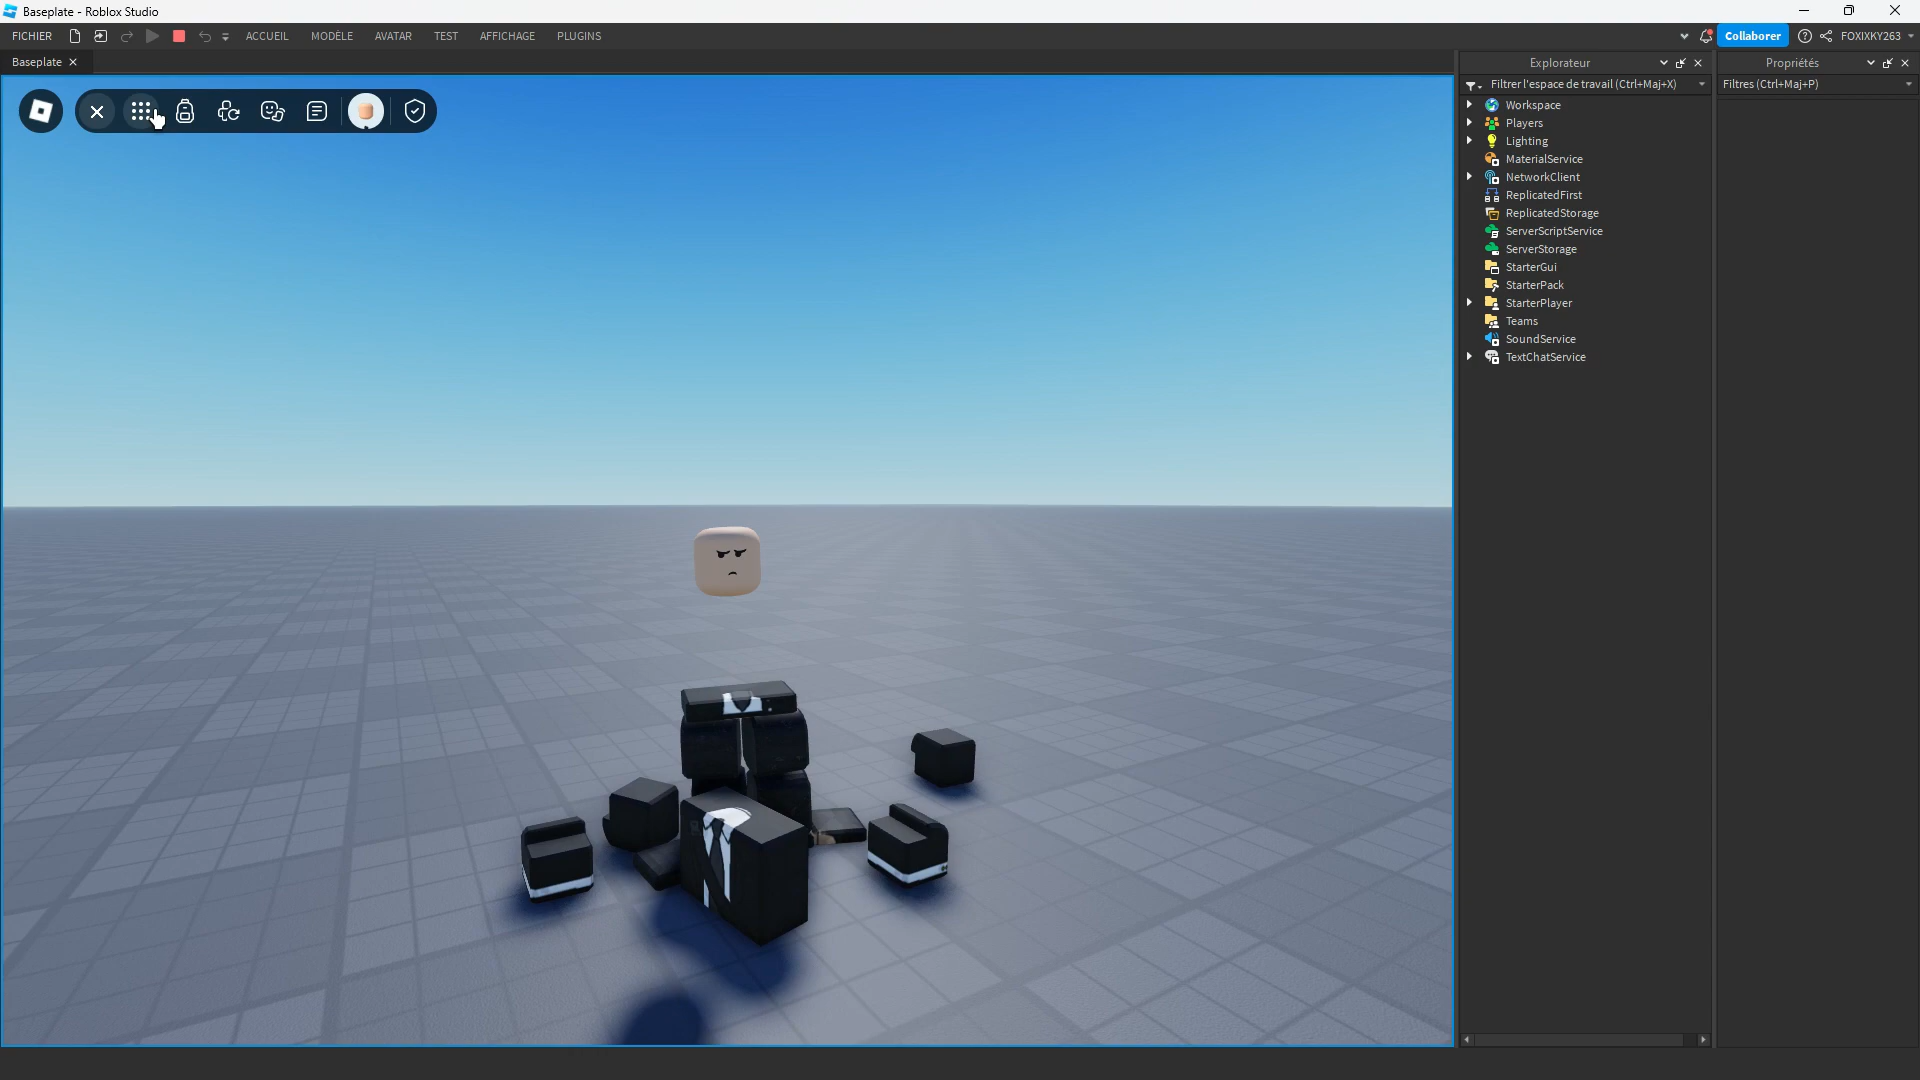 Baseplate - Roblox Studio
FICHIER ACCUEIL MODÈLE AVATAR TEST AFFICHAGE PLUGINS Collaborer FOXIXKY263
Baseplate
Explorateur
Propriétés
Filtrer l'espace de travail (Ctrl+Maj+X)
Filtres (Ctrl+Maj+P)
Workspace
Players
Lighting
MaterialService
NetworkClient
ReplicatedFirst
ReplicatedStorage
ServerScriptService
ServerStorage
StarterGui
StarterPack
StarterPlayer
Teams
SoundService
TextChatService